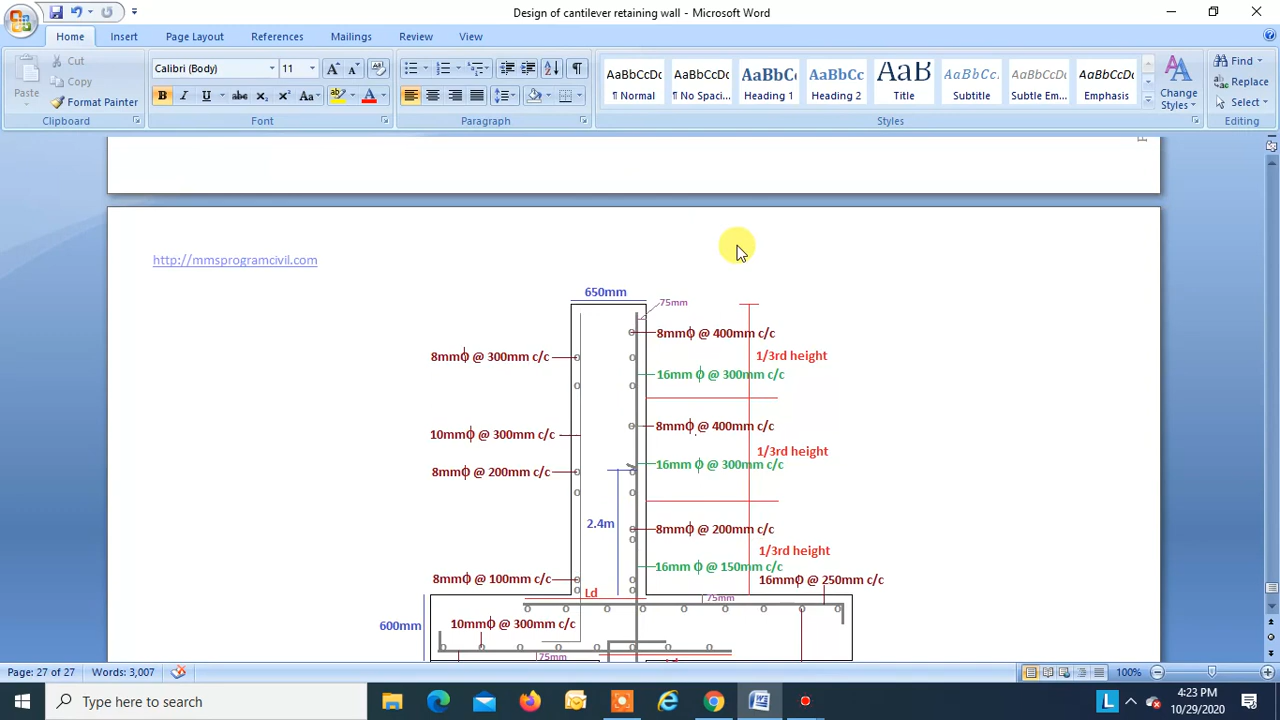 Design of cantilever retaining wall - Microsoft Word
Home Insert Page Layout References Mailings Review View
Paste
Cut
Copy
Format Painter
Clipboard
Calibri (Body) 11
B I U abc x₂ x² Aa
Font
Paragraph
AaBbCcDc AaBbCcDc AaBbCc AaBbCc AaB AaBbCc. AaBbCcDc AaBbCcDc
¶ Normal ¶ No Spaci... Heading 1 Heading 2 Title Subtitle Subtle Em... Emphasis
Change Styles
Styles
Find
Replace
Select
Editing
http://mmsprogramcivil.com
650mm
75mm
8mmϕ @ 400mm c/c
8mmϕ @ 300mm c/c
1/3rd height
16mm ϕ @ 300mm c/c
8mmϕ @ 400mm c/c
10mmϕ @ 300mm c/c
1/3rd height
16mm ϕ @ 300mm c/c
8mmϕ @ 200mm c/c
2.4m
8mmϕ @ 200mm c/c
1/3rd height
16mm ϕ @ 150mm c/c
8mmϕ @ 100mm c/c
16mmϕ @ 250mm c/c
Ld
75mm
600mm
10mmϕ @ 300mm c/c
75mm
Ld
Page: 27 of 27 Words: 3,007 100%
Type here to search
L
4:23 PM
10/29/2020